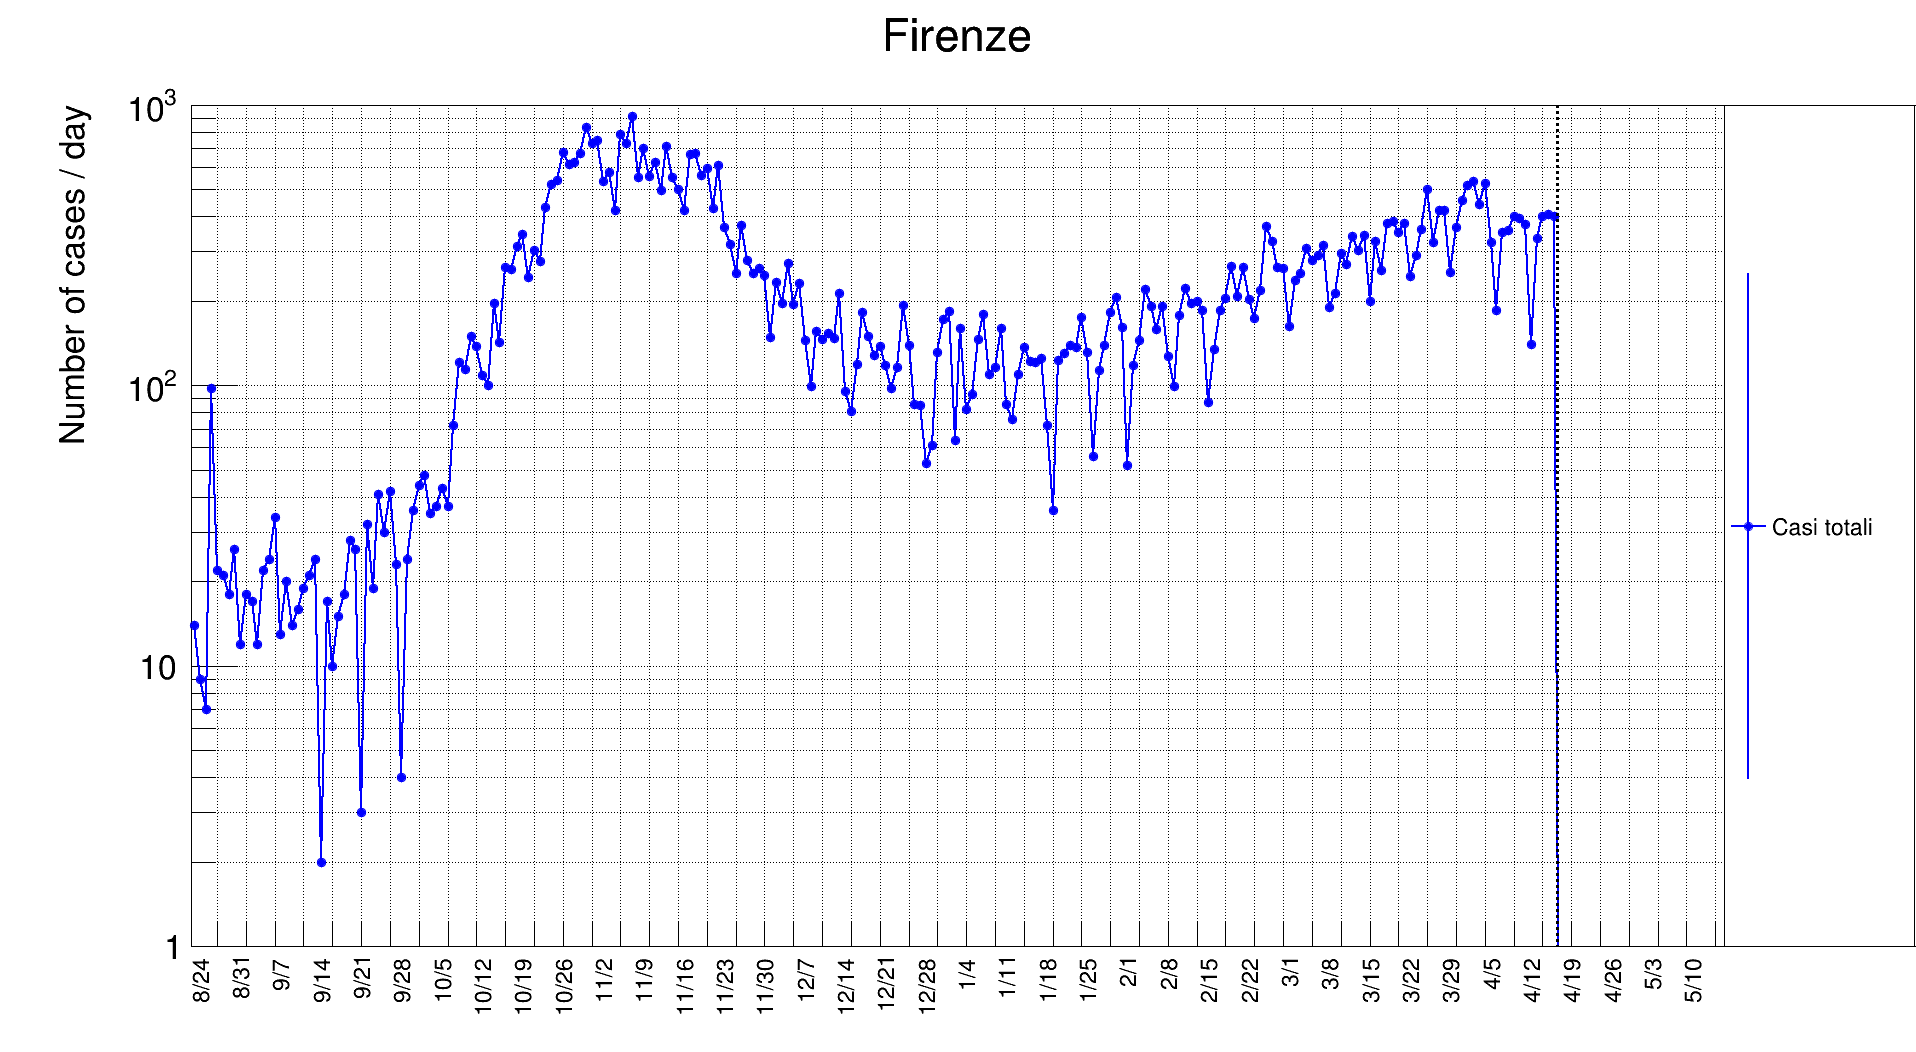 Firenze
Number of cases / day
10³
10²
10
1
8/24 8/31 9/7 9/14 9/21 9/28 10/5 10/12 10/19 10/26 11/2 11/9 11/16 11/23 11/30 12/7 12/14 12/21 12/28 1/4 1/11 1/18 1/25 2/1 2/8 2/15 2/22 3/1 3/8 3/15 3/22 3/29 4/5 4/12 4/19 4/26 5/3 5/10
Casi totali